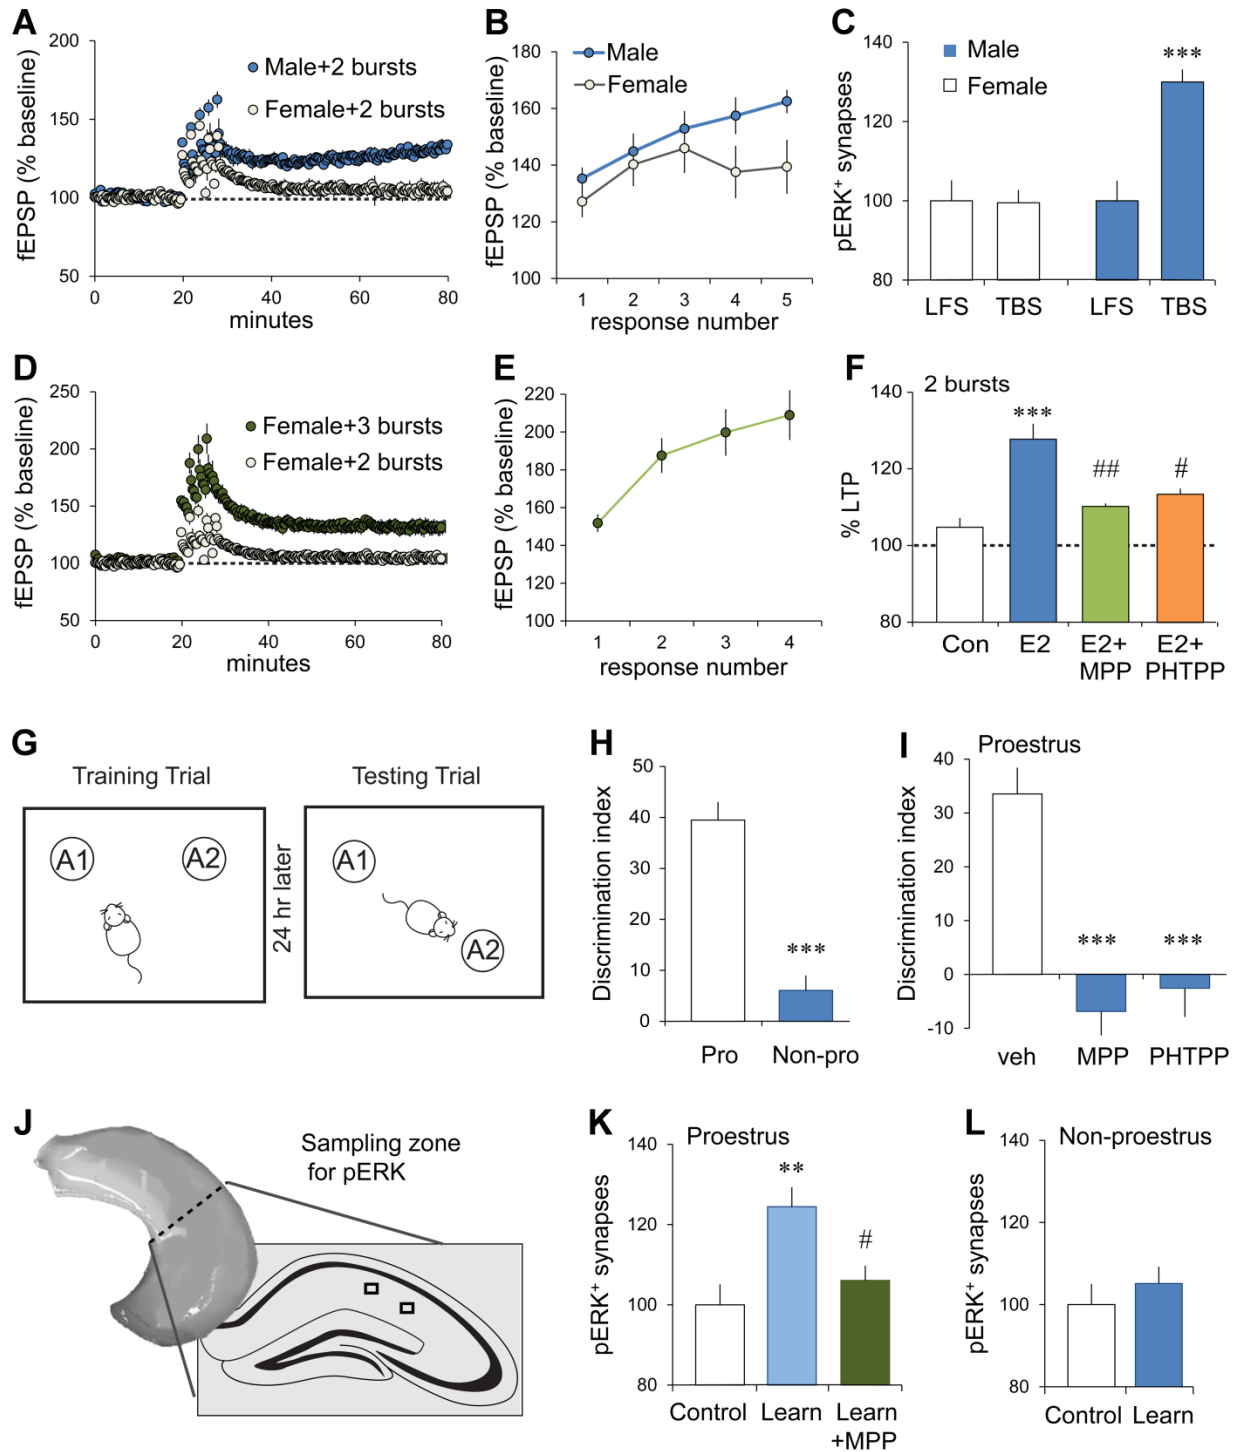 A
fEPSP (% baseline)
200
150
100
50
Male+2 bursts
Female+2 bursts
0 20 40 60 80
minutes
B
fEPSP (% baseline)
180
160
140
120
100
Male
Female
1 2 3 4 5
response number
C
pERK+ synapses
140
120
100
80
Male
Female
***
LFS TBS LFS TBS
D
fEPSP (% baseline)
250
200
150
100
50
Female+3 bursts
Female+2 bursts
0 20 40 60 80
minutes
E
fEPSP (% baseline)
220
200
180
160
140
120
100
1 2 3 4
response number
F
% LTP
140
120
100
80
2 bursts
***
##
#
Con E2 E2+ E2+
MPP PHTPP
G
Training Trial
Testing Trial
A1 A2
24 hr later
A1
A2
H
Discrimination index
50
40
30
20
10
0
***
Pro Non-pro
I
Discrimination index
Proestrus
40
30
20
10
0
-10
*** ***
veh MPP PHTPP
J
Sampling zone
for pERK
K
pERK+ synapses
Proestrus
140
120
100
80
**
#
Control Learn Learn
+MPP
L
pERK+ synapses
Non-proestrus
140
120
100
80
Control Learn